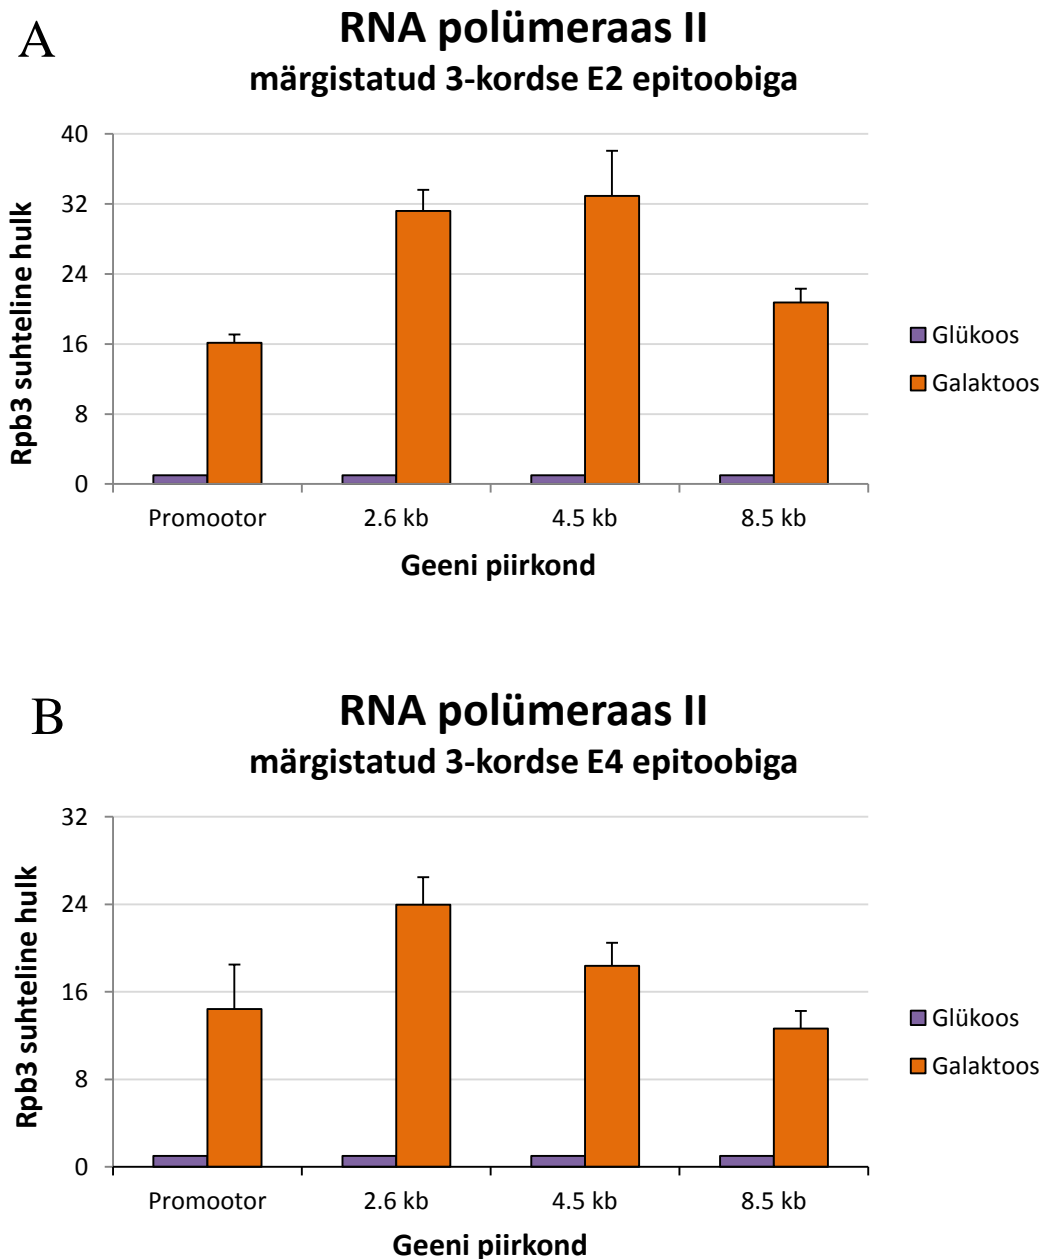 A
RNA polümeraas II
märgistatud 3-kordse E2 epitoobiga
Rpb3 suhteline hulk
40
32
24
16
8
0
Promootor 2.6 kb 4.5 kb 8.5 kb
Geeni piirkond
Glükoos
Galaktoos
B
RNA polümeraas II
märgistatud 3-kordse E4 epitoobiga
Rpb3 suhteline hulk
32
24
16
8
0
Promootor 2.6 kb 4.5 kb 8.5 kb
Geeni piirkond
Glükoos
Galaktoos